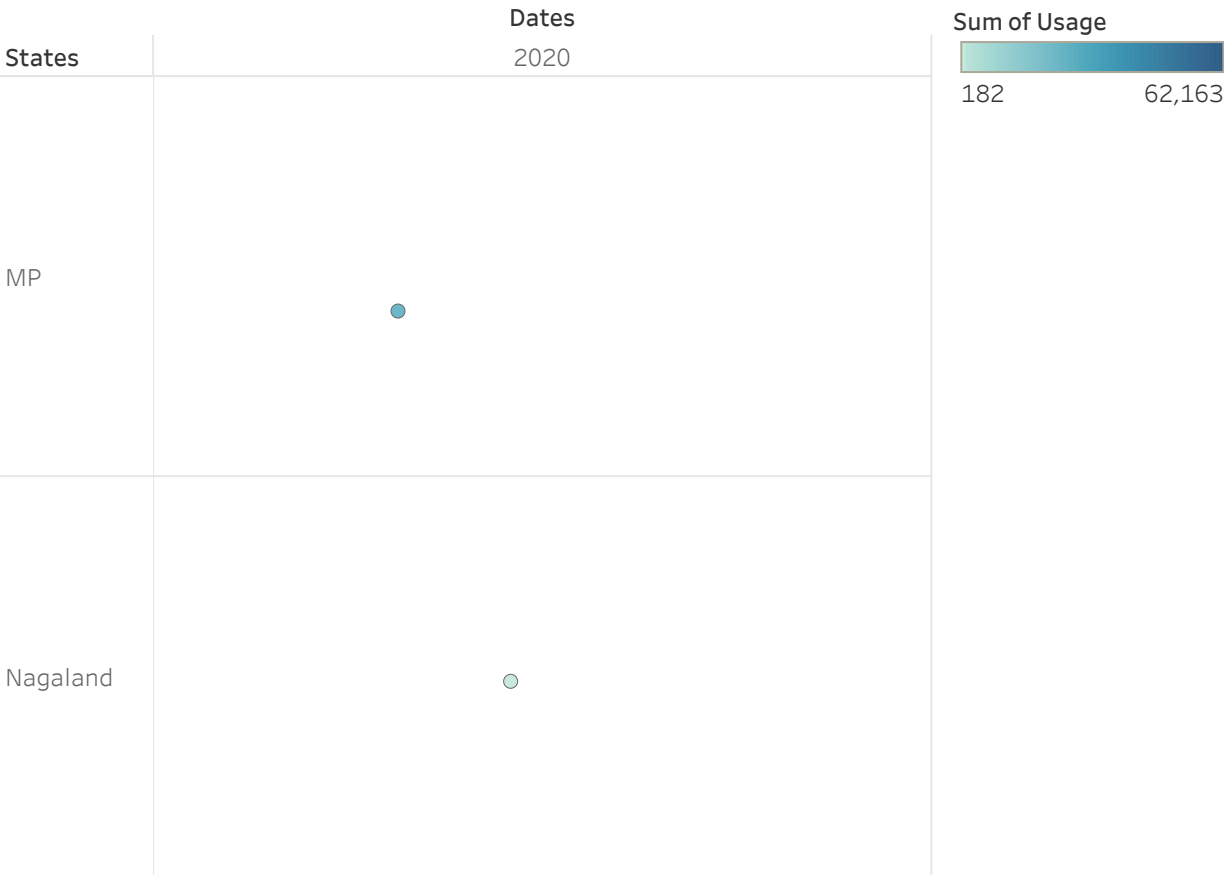 Dates
States
2020
MP
Nagaland
Sum of Usage
182
62,163